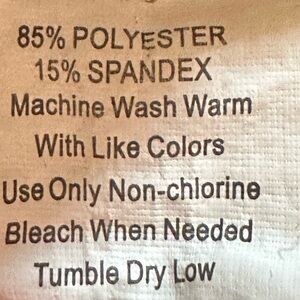 85% POLYESTER
15% SPANDEX
Machine Wash Warm
With Like Colors
Use Only Non-chlorine
Bleach When Needed
Tumble Dry Low